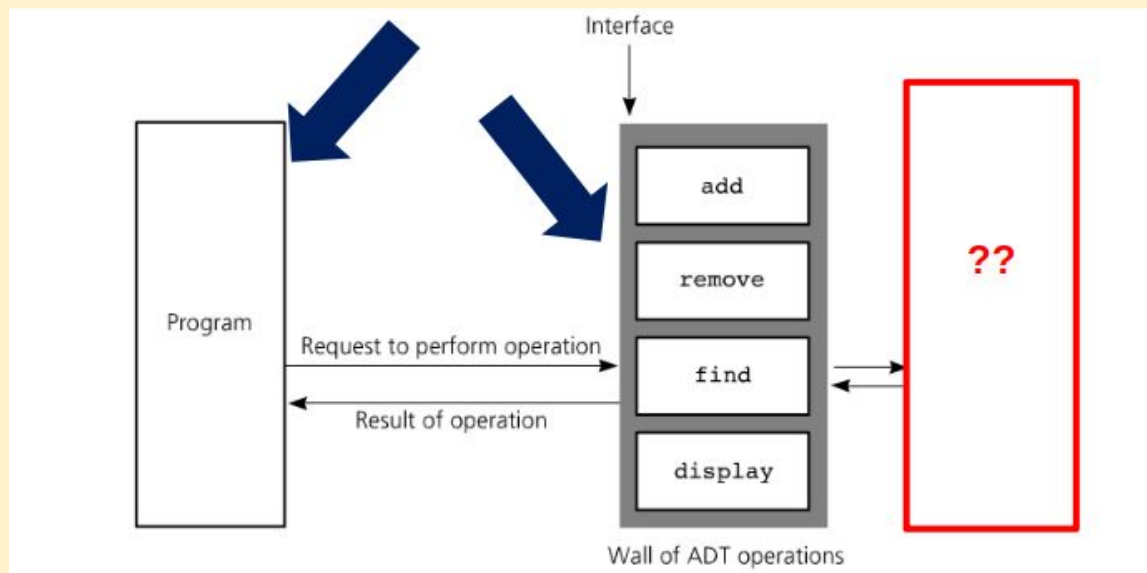 Interface
add
remove
??
Program
Request to perform operation
find
Result of operation
display
Wall of ADT operations